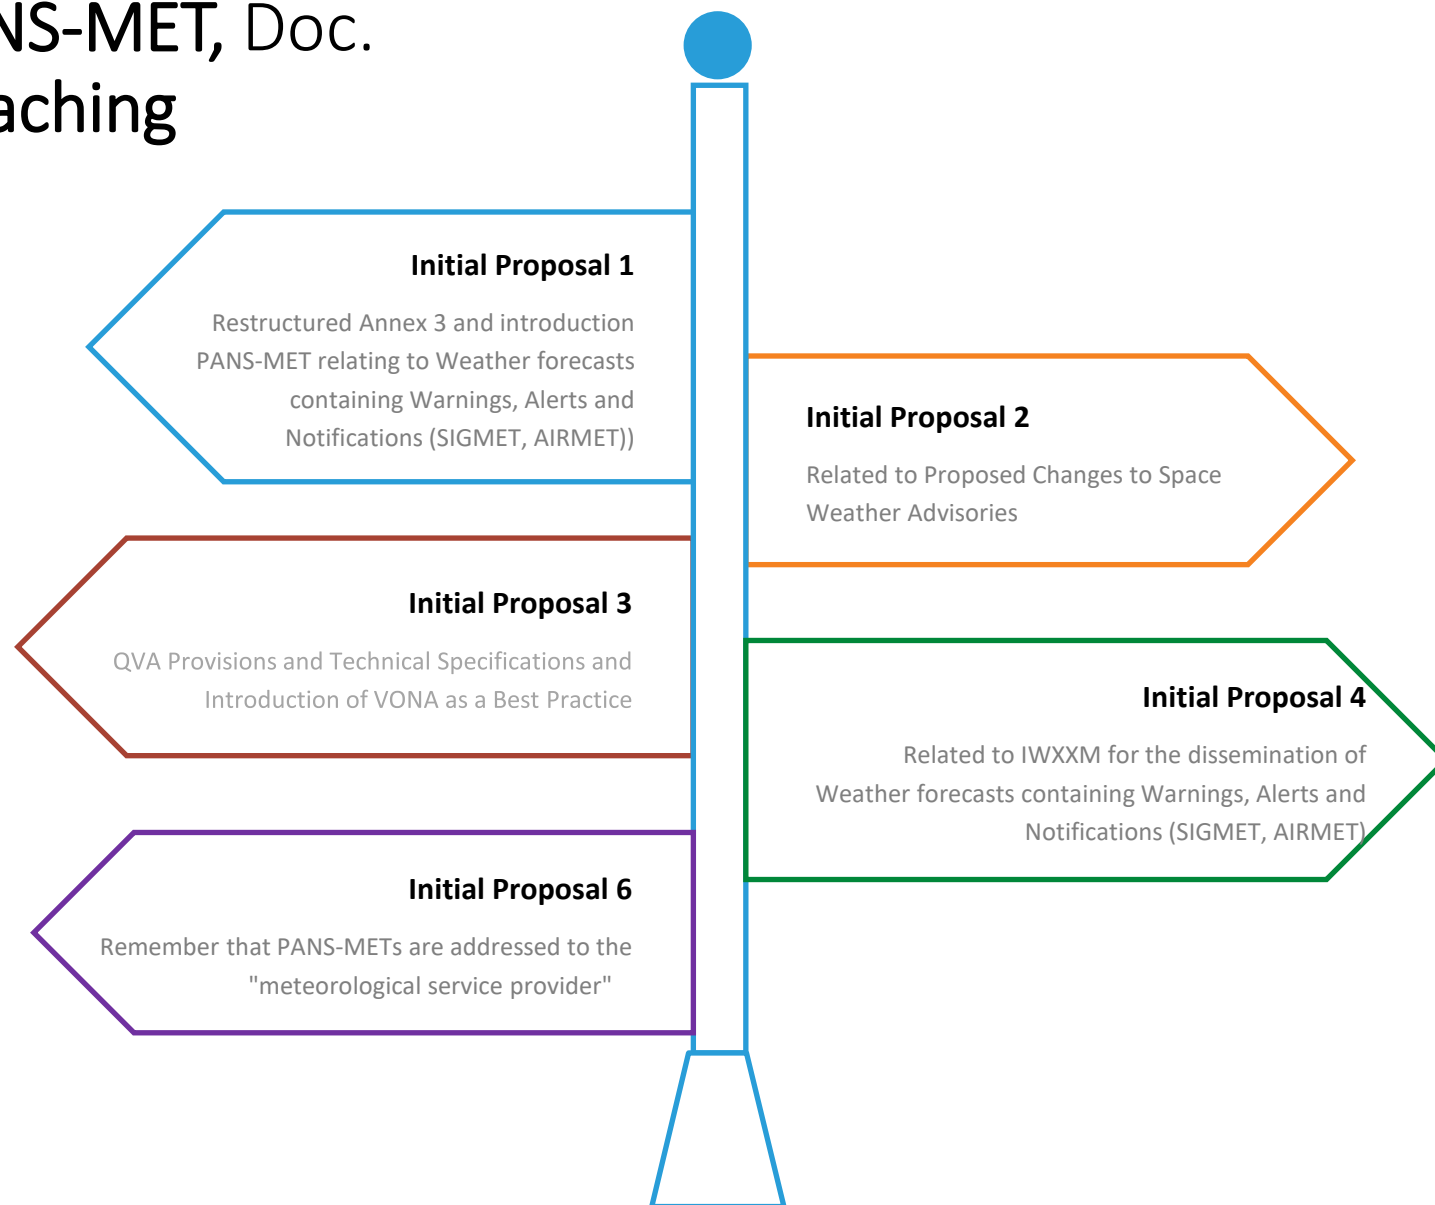 NS-MET, Doc.
aching
Initial Proposal 1
Restructured Annex 3 and introduction
PANS-MET relating to Weather forecasts
containing Warnings, Alerts and
Notifications (SIGMET, AIRMET))
Initial Proposal 2
Related to Proposed Changes to Space
Weather Advisories
Initial Proposal 3
QVA Provisions and Technical Specifications and
Introduction of VONA as a Best Practice
Initial Proposal 4
Related to IWXXM for the dissemination of
Weather forecasts containing Warnings, Alerts and
Notifications (SIGMET, AIRMET)
Initial Proposal 6
Remember that PANS-METs are addressed to the
"meteorological service provider"